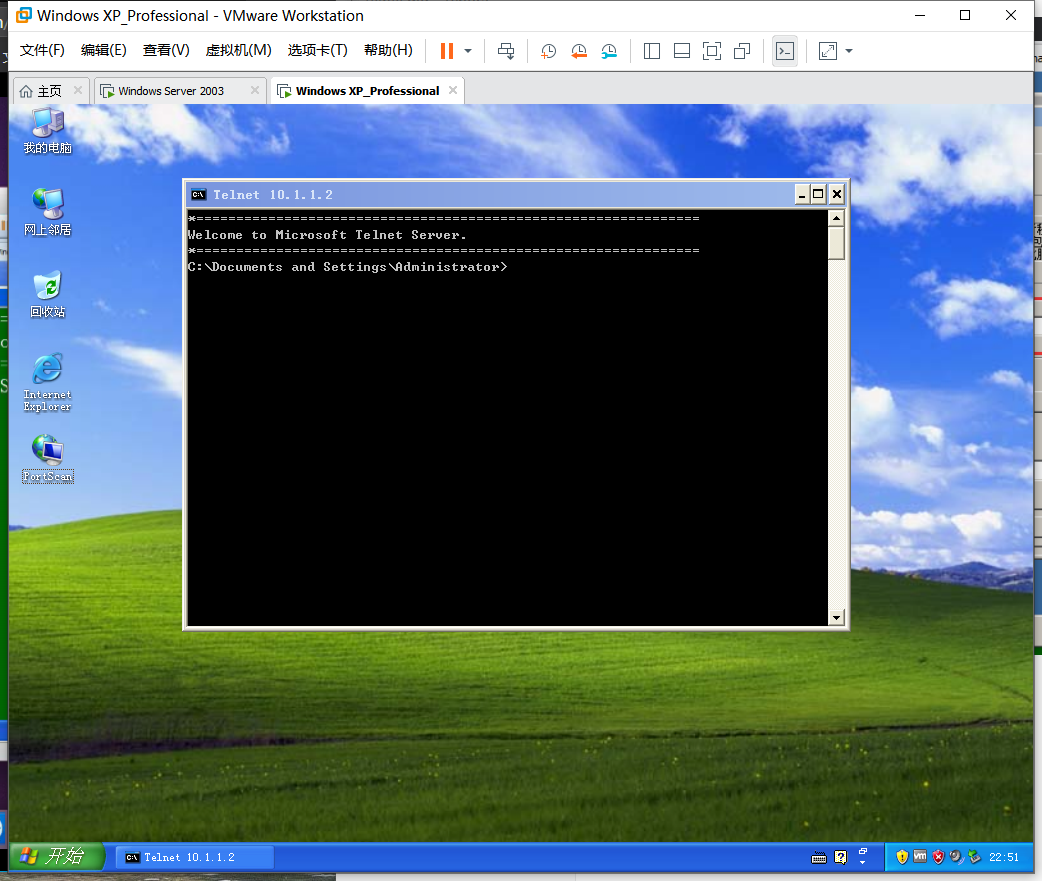 Windows XP_Professional - VMware Workstation
文件(F) 编辑(E) 查看(V) 虚拟机(M) 选项卡(T) 帮助(H)
主页 Windows Server 2003 Windows XP_Professional
我的电脑
网上邻居
回收站
Internet
Explorer
PortScan
Telnet 10.1.1.2
*===============================================================
Welcome to Microsoft Telnet Server.
*===============================================================
C:\Documents and Settings\Administrator>
开始 Telnet 10.1.1.2 22:51